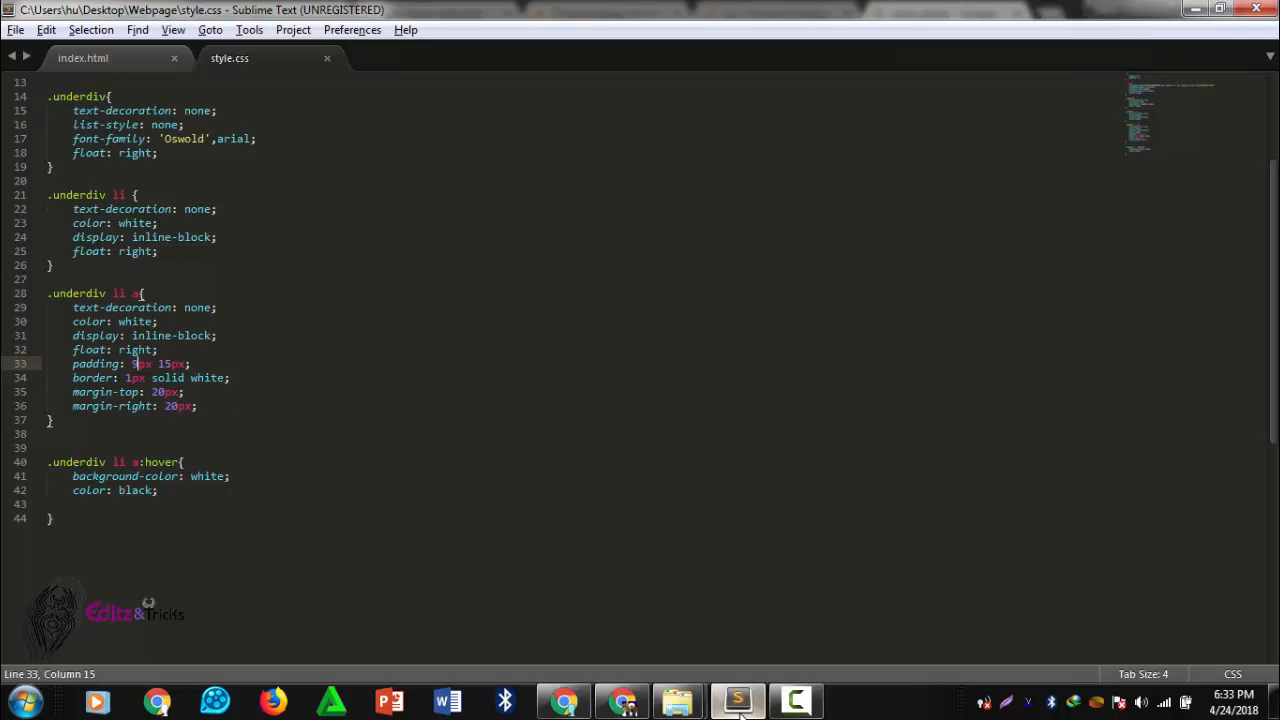 C:\Users\hu\Desktop\Webpage\style.css - Sublime Text (UNREGISTERED)
File Edit Selection Find View Goto Tools Project Preferences Help
index.html × style.css ×
13
14 .underdiv{
15 text-decoration: none;
16 list-style: none;
17 font-family: 'Oswold',arial;
18 float: right;
19 }
20
21 .underdiv li {
22 text-decoration: none;
23 color: white;
24 display: inline-block;
25 float: right;
26 }
27
28 .underdiv li a{
29 text-decoration: none;
30 color: white;
31 display: inline-block;
32 float: right;
33 padding: 9px 15px;
34 border: 1px solid white;
35 margin-top: 20px;
36 margin-right: 20px;
37 }
38
39
40 .underdiv li a:hover{
41 background-color: white;
42 color: black;
43
44 }
Editz&Tricks
Line 33, Column 15 Tab Size: 4 CSS
6:33 PM
4/24/2018